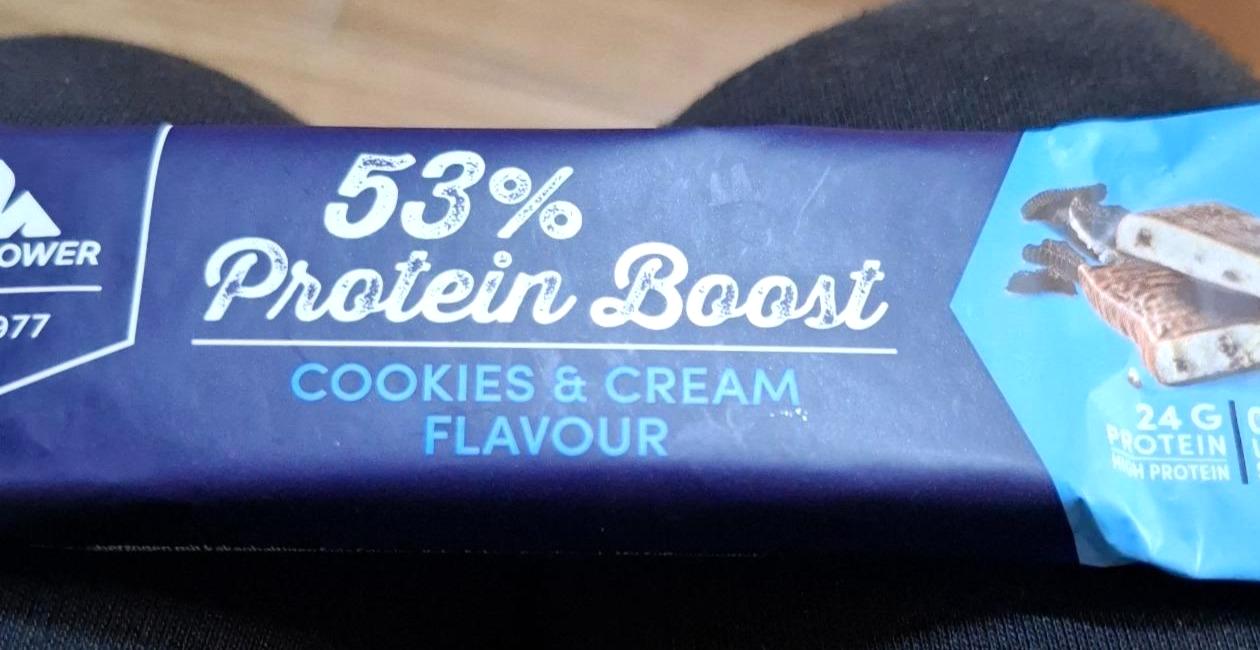 OWER
977
53%
Protein Boost
COOKIES & CREAM
FLAVOUR
24 G
PROTEIN
HIGH PROTEIN